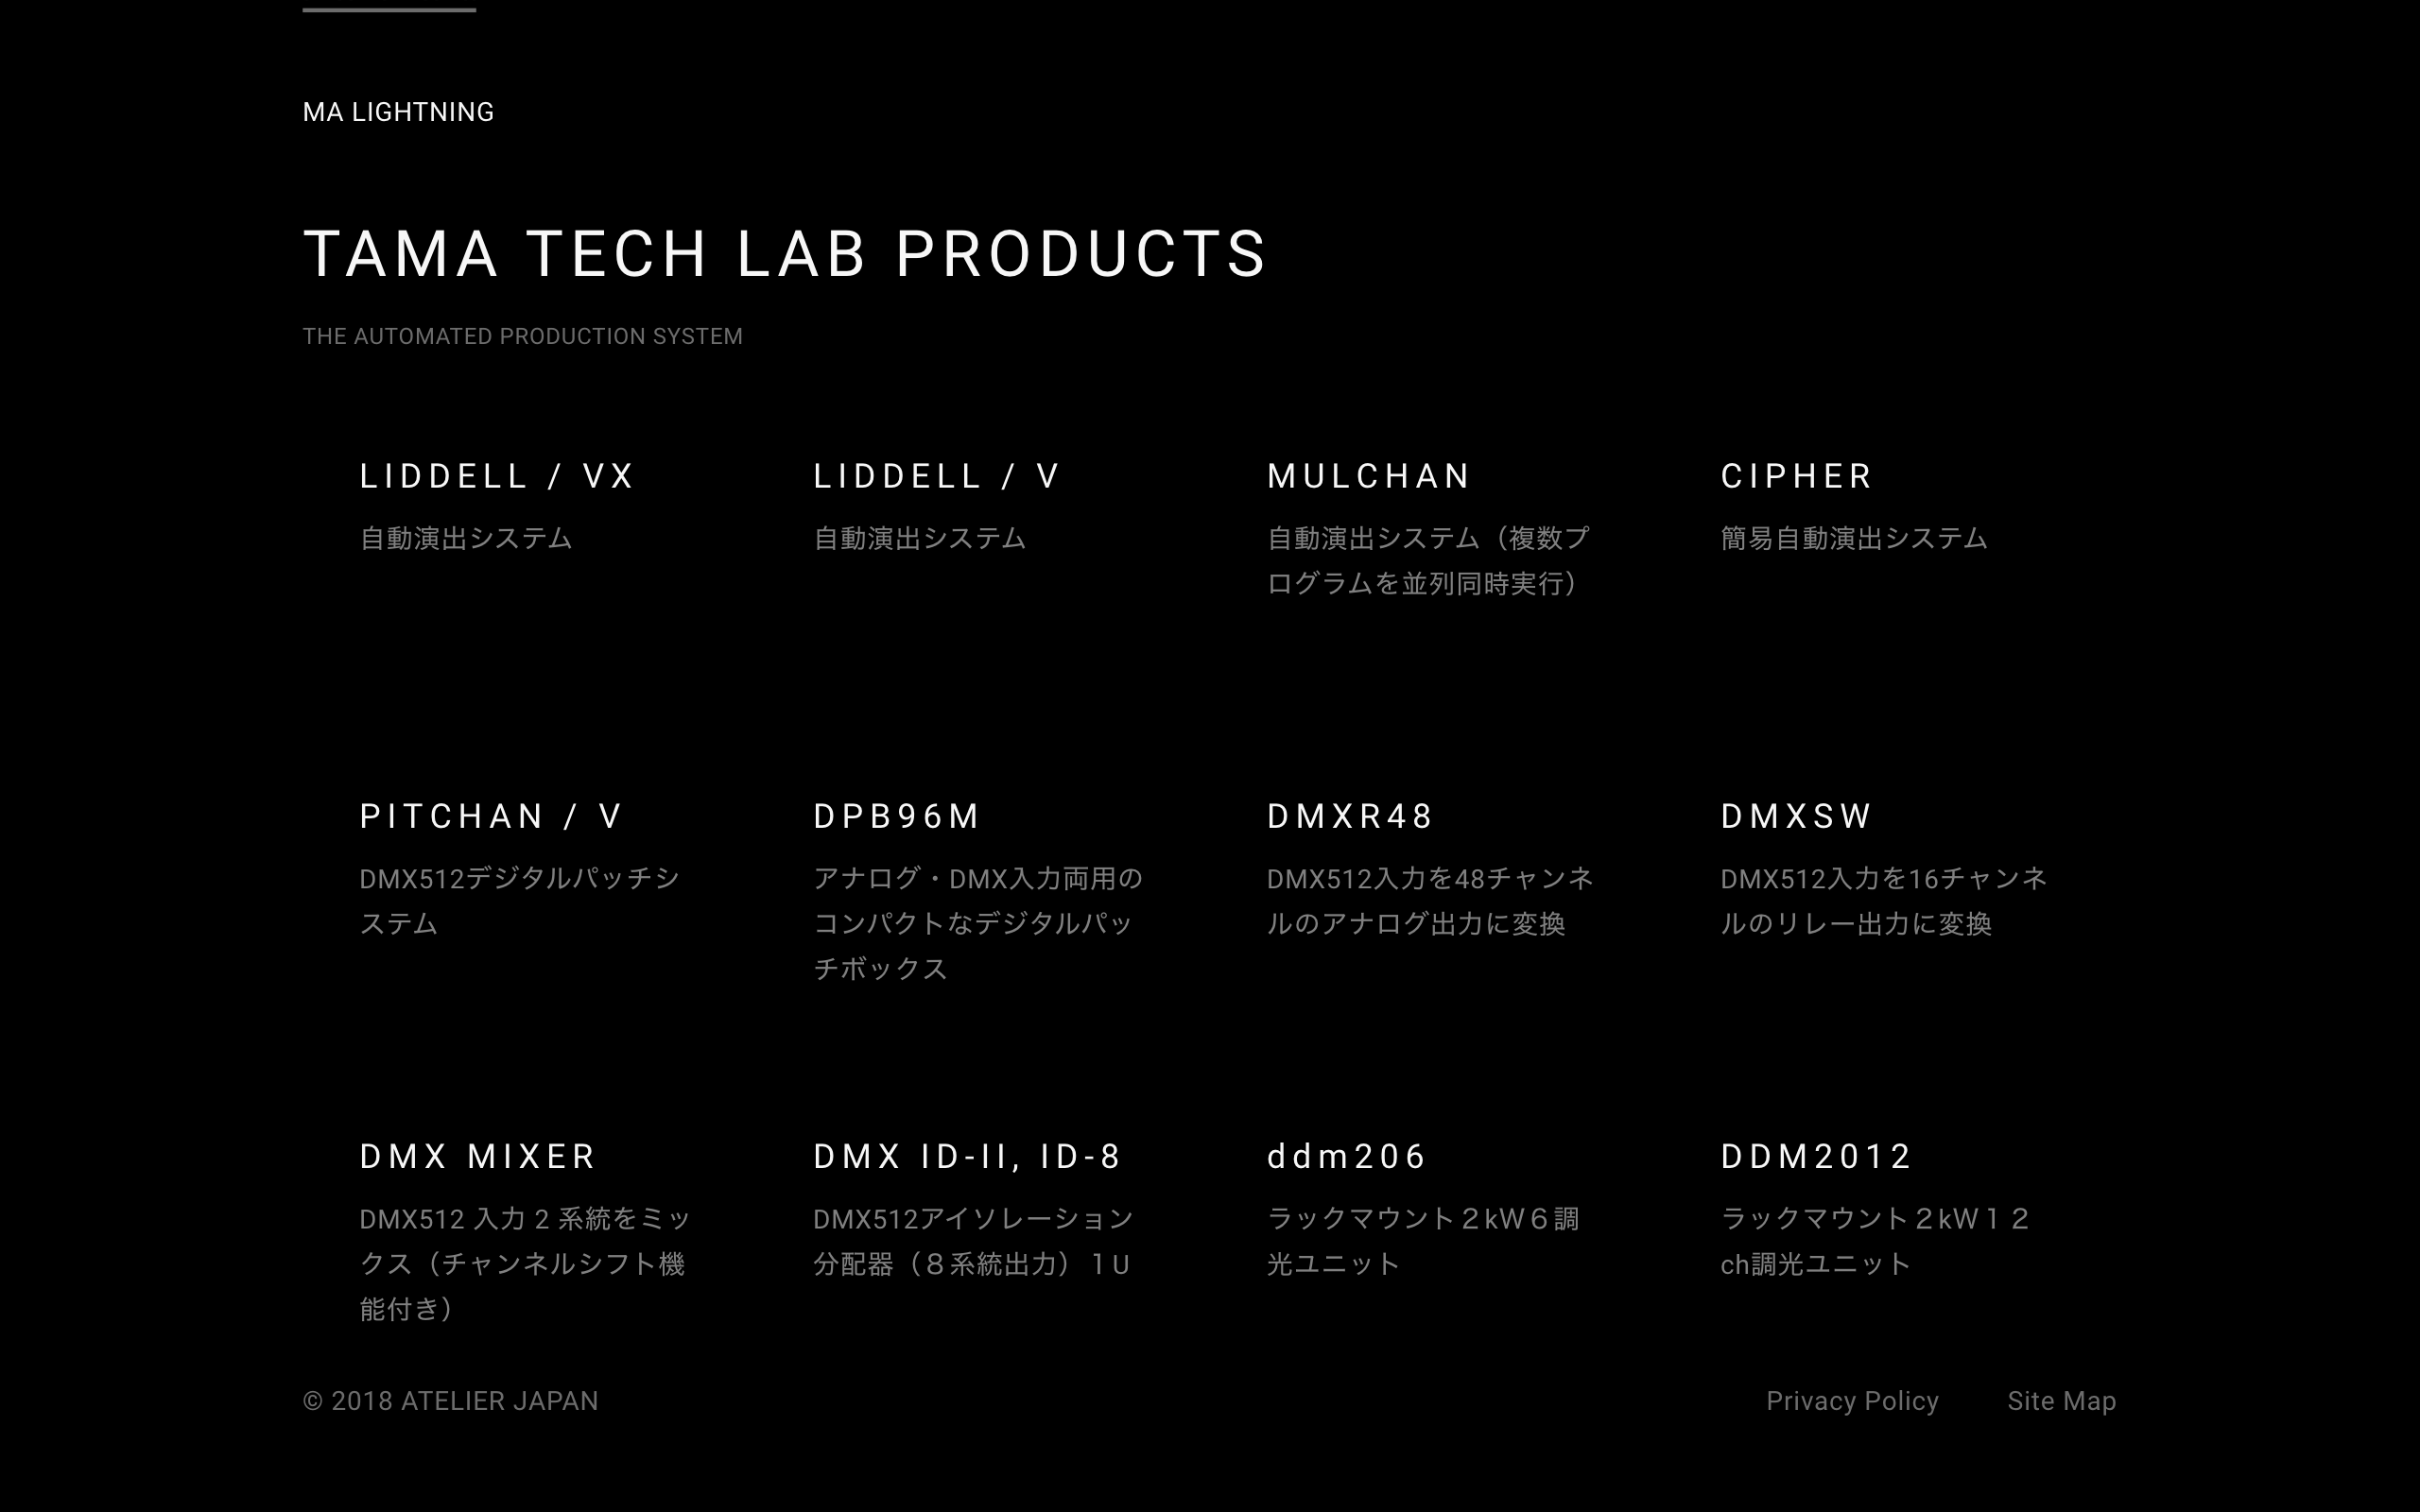 MA LIGHTNING
TAMA TECH LAB PRODUCTS
THE AUTOMATED PRODUCTION SYSTEM
LIDDELL / VX
自動演出システム
LIDDELL / V
自動演出システム
MULCHAN
自動演出システム（複数プ
ログラムを並列同時実行）
CIPHER
簡易自動演出システム
PITCHAN / V
DMX512デジタルパッチシ
ステム
DPB96M
アナログ・DMX入力両用の
コンパクトなデジタルパッ
チボックス
DMXR48
DMX512入力を48チャンネ
ルのアナログ出力に変換
DMXSW
DMX512入力を16チャンネ
ルのリレー出力に変換
DMX MIXER
DMX512 入力 2 系統をミッ
クス（チャンネルシフト機
能付き）
DMX ID-II, ID-8
DMX512アイソレーション
分配器（８系統出力）１U
ddm206
ラックマウント２kW６調
光ユニット
DDM2012
ラックマウント２kW１２
ch調光ユニット
© 2018 ATELIER JAPAN
Privacy Policy
Site Map